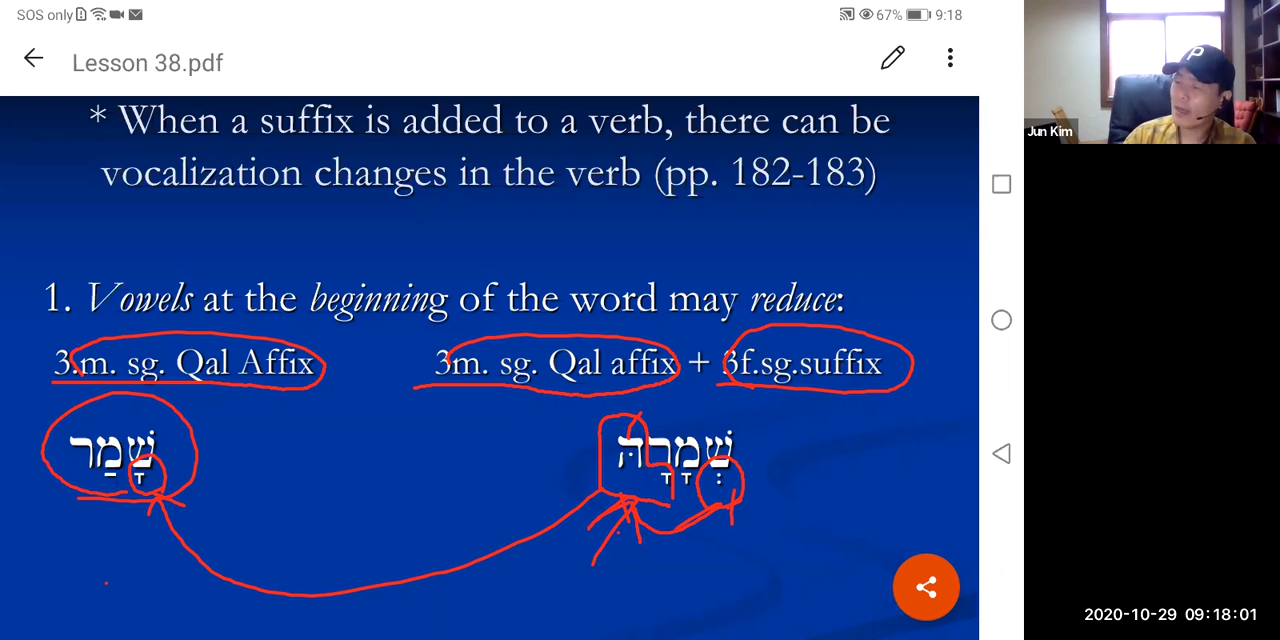 SOS only 67% 9:18
Lesson 38.pdf
* When a suffix is added to a verb, there can be
vocalization changes in the verb (pp. 182-183)
1. Vowels at the beginning of the word may reduce:
3.m. sg. Qal Affix 3m. sg. Qal affix + 3f.sg.suffix
שָׁמַר שְׁמָרָהּ
Jun Kim
P
2020-10-29 09:18:01